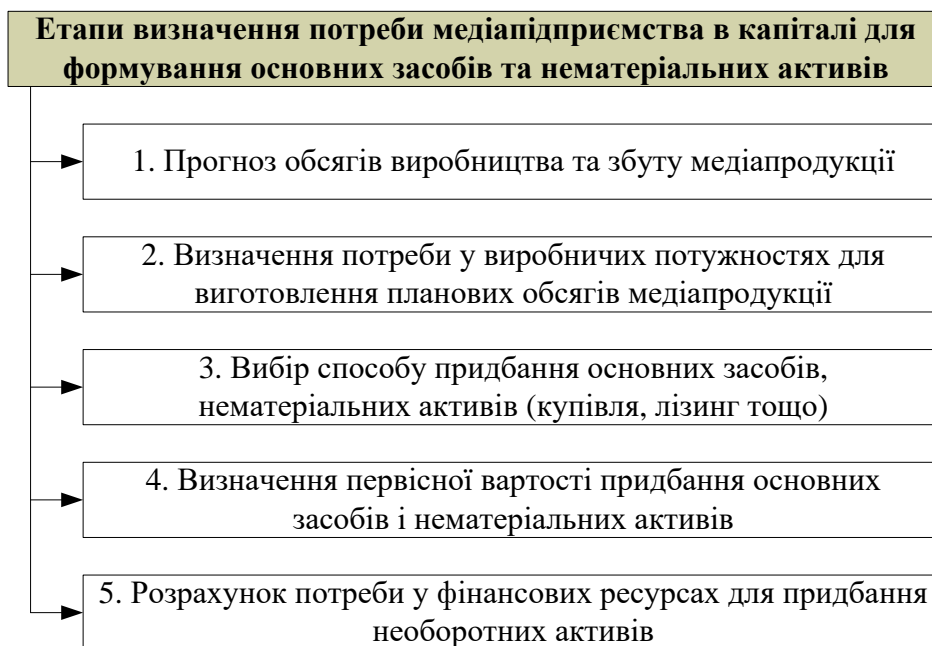 Етапи визначення потреби медіапідприємства в капіталі для
формування основних засобів та нематеріальних активів
1. Прогноз обсягів виробництва та збуту медіапродукції
2. Визначення потреби у виробничих потужностях для
виготовлення планових обсягів медіапродукції
3. Вибір способу придбання основних засобів,
нематеріальних активів (купівля, лізинг тощо)
4. Визначення первісної вартості придбання основних
засобів і нематеріальних активів
5. Розрахунок потреби у фінансових ресурсах для придбання
необоротних активів